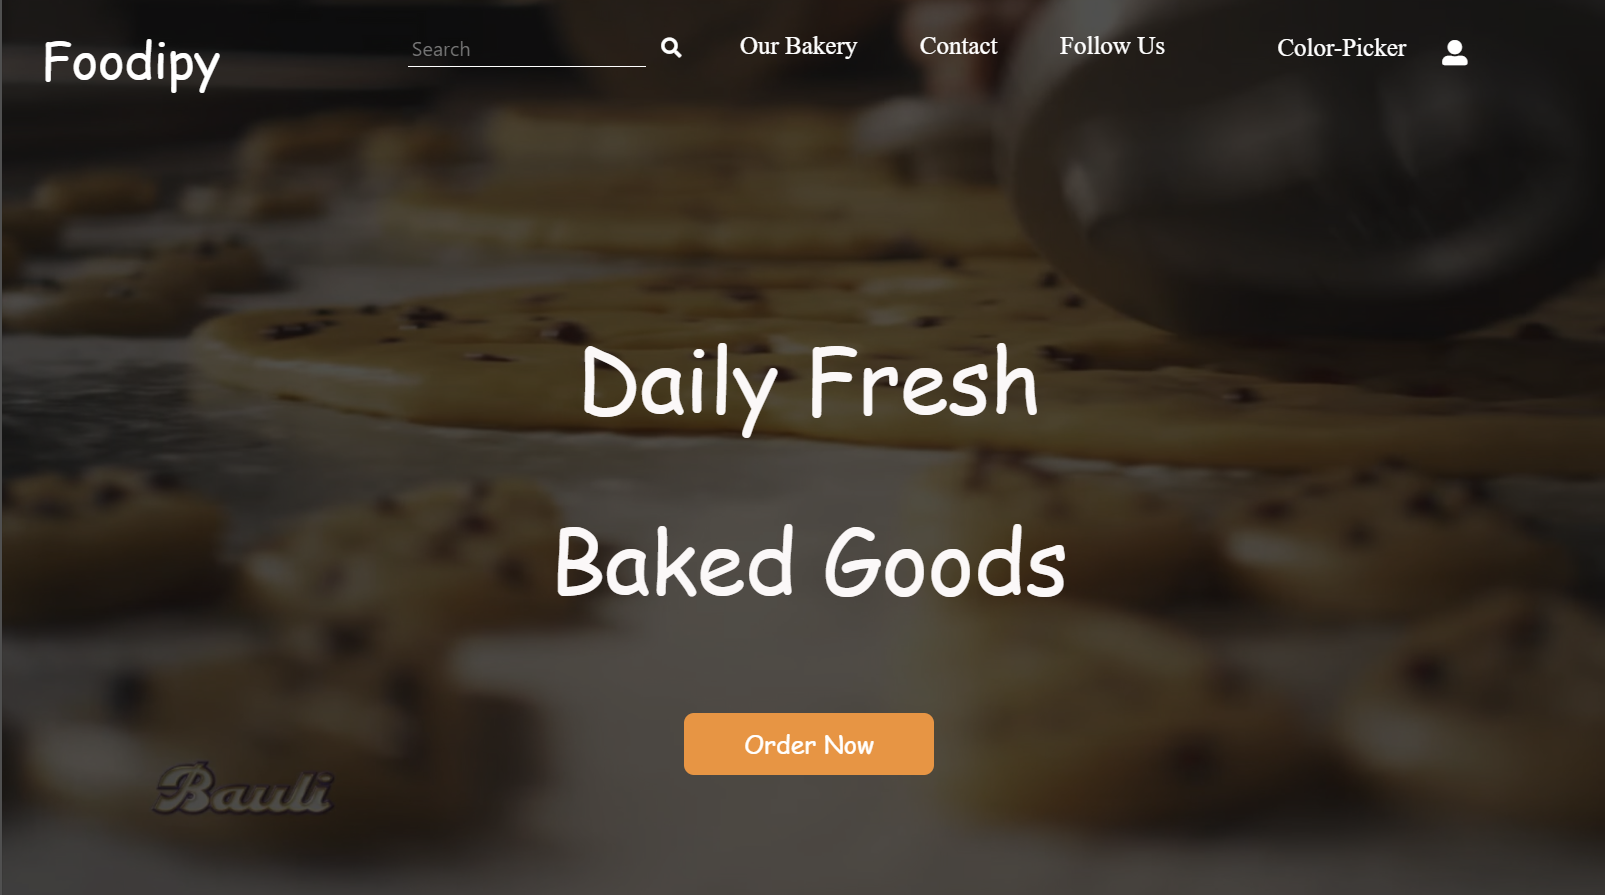 Foodipy
Search
Our Bakery
Contact
Follow Us
Color-Picker
Daily Fresh
Baked Goods
Order Now
Bauli